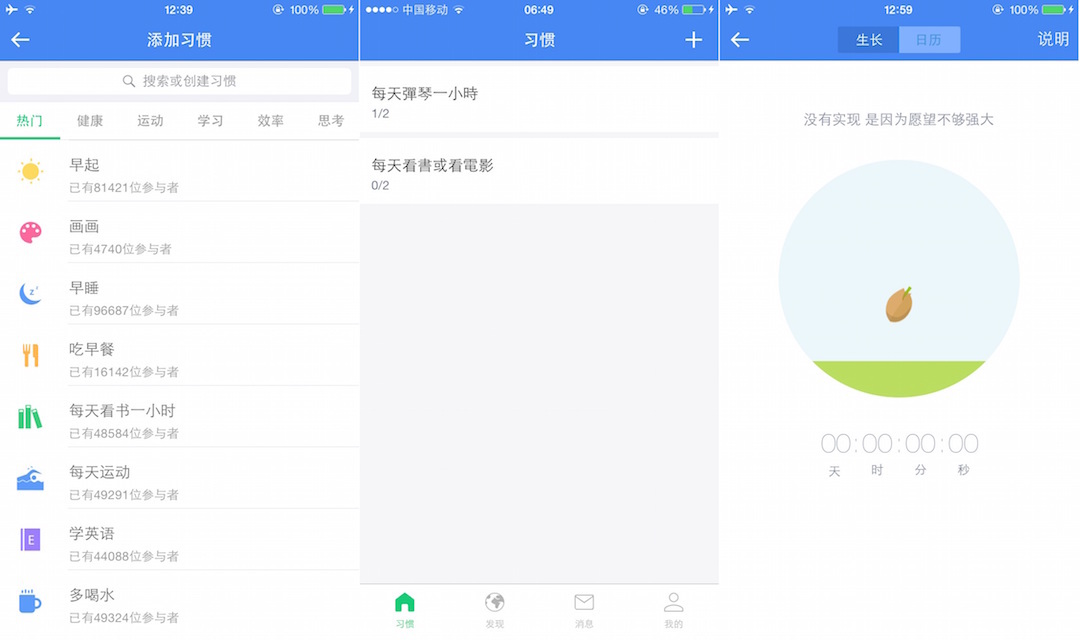 12:39
100%
添加习惯
搜索或创建习惯
热门
健康
运动
学习
效率
思考
早起
已有81421位参与者
画画
已有4740位参与者
早睡
已有96687位参与者
吃早餐
已有16142位参与者
每天看书一小时
已有48584位参与者
每天运动
已有49291位参与者
E
学英语
已有44088位参与者
多喝水
已有49324位参与者
中国移动
06:49
46%
习惯
每天彈琴一小時
1/2
每天看書或看電影
0/2
习惯
发现
消息
我的
12:59
100%
生长
日历
说明
没有实现 是因为愿望不够强大
00:00:00:00
天 时 分 秒